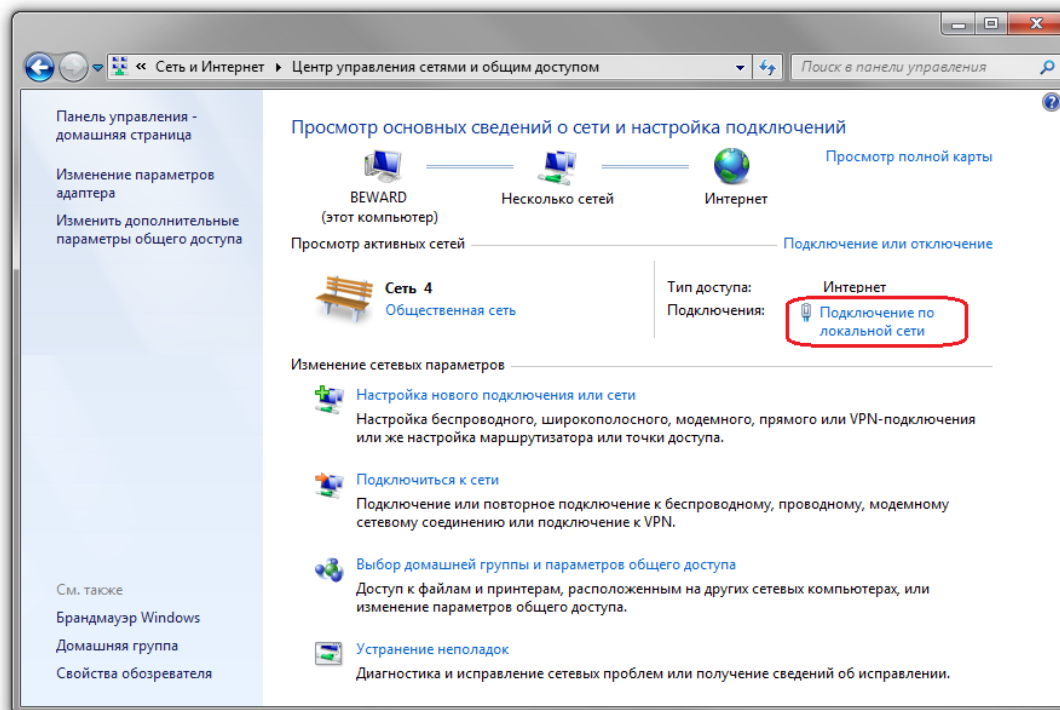 « Сеть и Интернет ▸ Центр управления сетями и общим доступом
Поиск в панели управления
Панель управления -
домашняя страница
Изменение параметров
адаптера
Изменить дополнительные
параметры общего доступа
См. также
Брандмауэр Windows
Домашняя группа
Свойства обозревателя
Просмотр основных сведений о сети и настройка подключений
Просмотр полной карты
BEWARD
(этот компьютер)
Несколько сетей
Интернет
Просмотр активных сетей
Подключение или отключение
Сеть 4
Общественная сеть
Тип доступа: Интернет
Подключения: Подключение по
локальной сети
Изменение сетевых параметров
Настройка нового подключения или сети
Настройка беспроводного, широкополосного, модемного, прямого или VPN-подключения
или же настройка маршрутизатора или точки доступа.
Подключиться к сети
Подключение или повторное подключение к беспроводному, проводному, модемному
сетевому соединению или подключение к VPN.
Выбор домашней группы и параметров общего доступа
Доступ к файлам и принтерам, расположенным на других сетевых компьютерах, или
изменение параметров общего доступа.
Устранение неполадок
Диагностика и исправление сетевых проблем или получение сведений об исправлении.